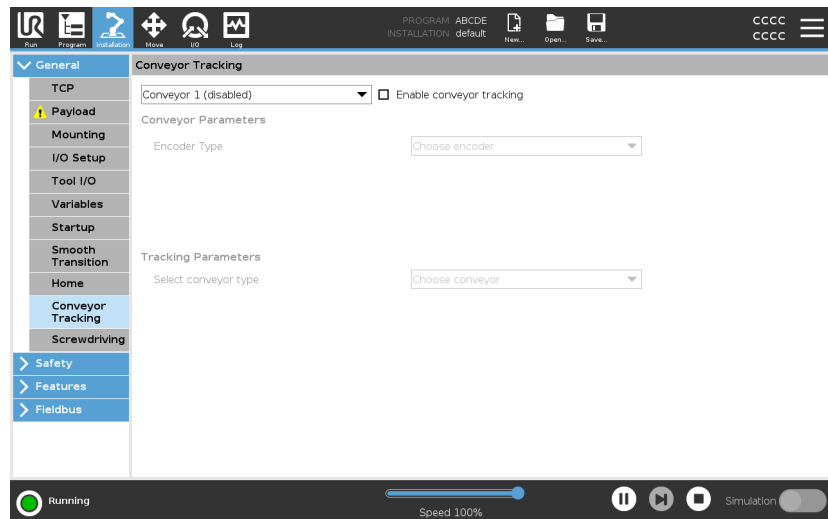 UR
PROGRAM ABCDE
INSTALLATION default
CCCC
CCCC
Run Program Installation Move I/O Log New... Open... Save...
General
Conveyor Tracking
TCP
Conveyor 1 (disabled) Enable conveyor tracking
Payload
Conveyor Parameters
Mounting
Encoder Type Choose encoder
I/O Setup
Tool I/O
Variables
Startup
Smooth
Transition
Tracking Parameters
Home
Select conveyor type Choose conveyor
Conveyor
Tracking
Screwdriving
Safety
Features
Fieldbus
Running
Speed 100%
Simulation